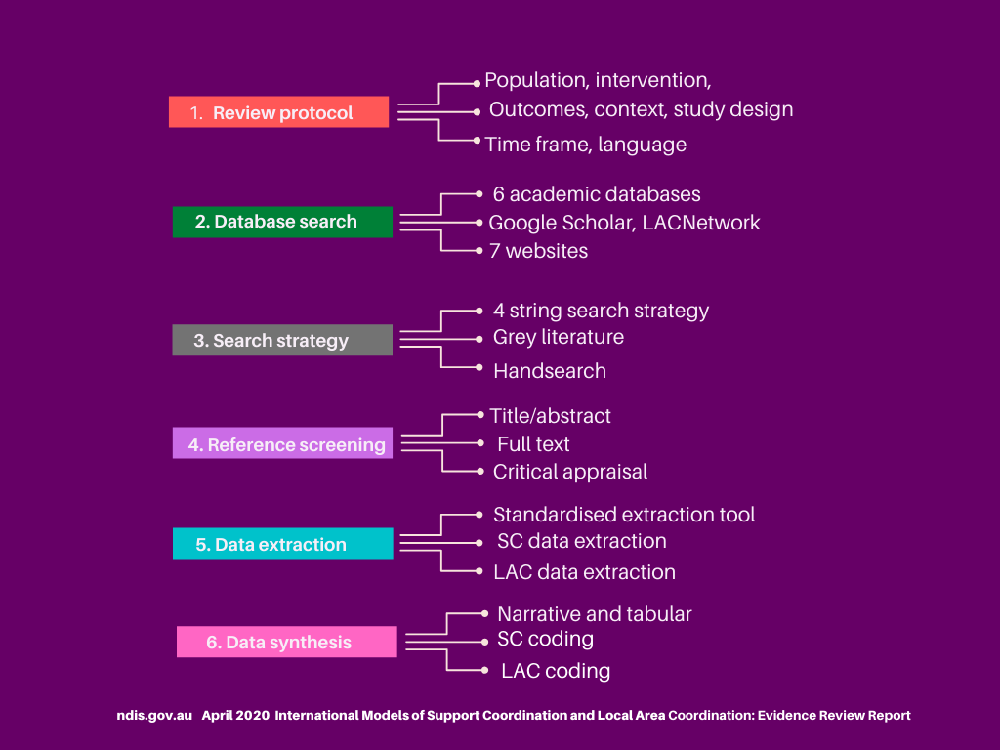 1. Review protocol
Population, intervention,
Outcomes, context, study design
Time frame, language
2. Database search
6 academic databases
Google Scholar, LACNetwork
7 websites
3. Search strategy
4 string search strategy
Grey literature
Handsearch
4. Reference screening
Title/abstract
Full text
Critical appraisal
5. Data extraction
Standardised extraction tool
SC data extraction
LAC data extraction
6. Data synthesis
Narrative and tabular
SC coding
LAC coding
ndis.gov.au April 2020 International Models of Support Coordination and Local Area Coordination: Evidence Review Report